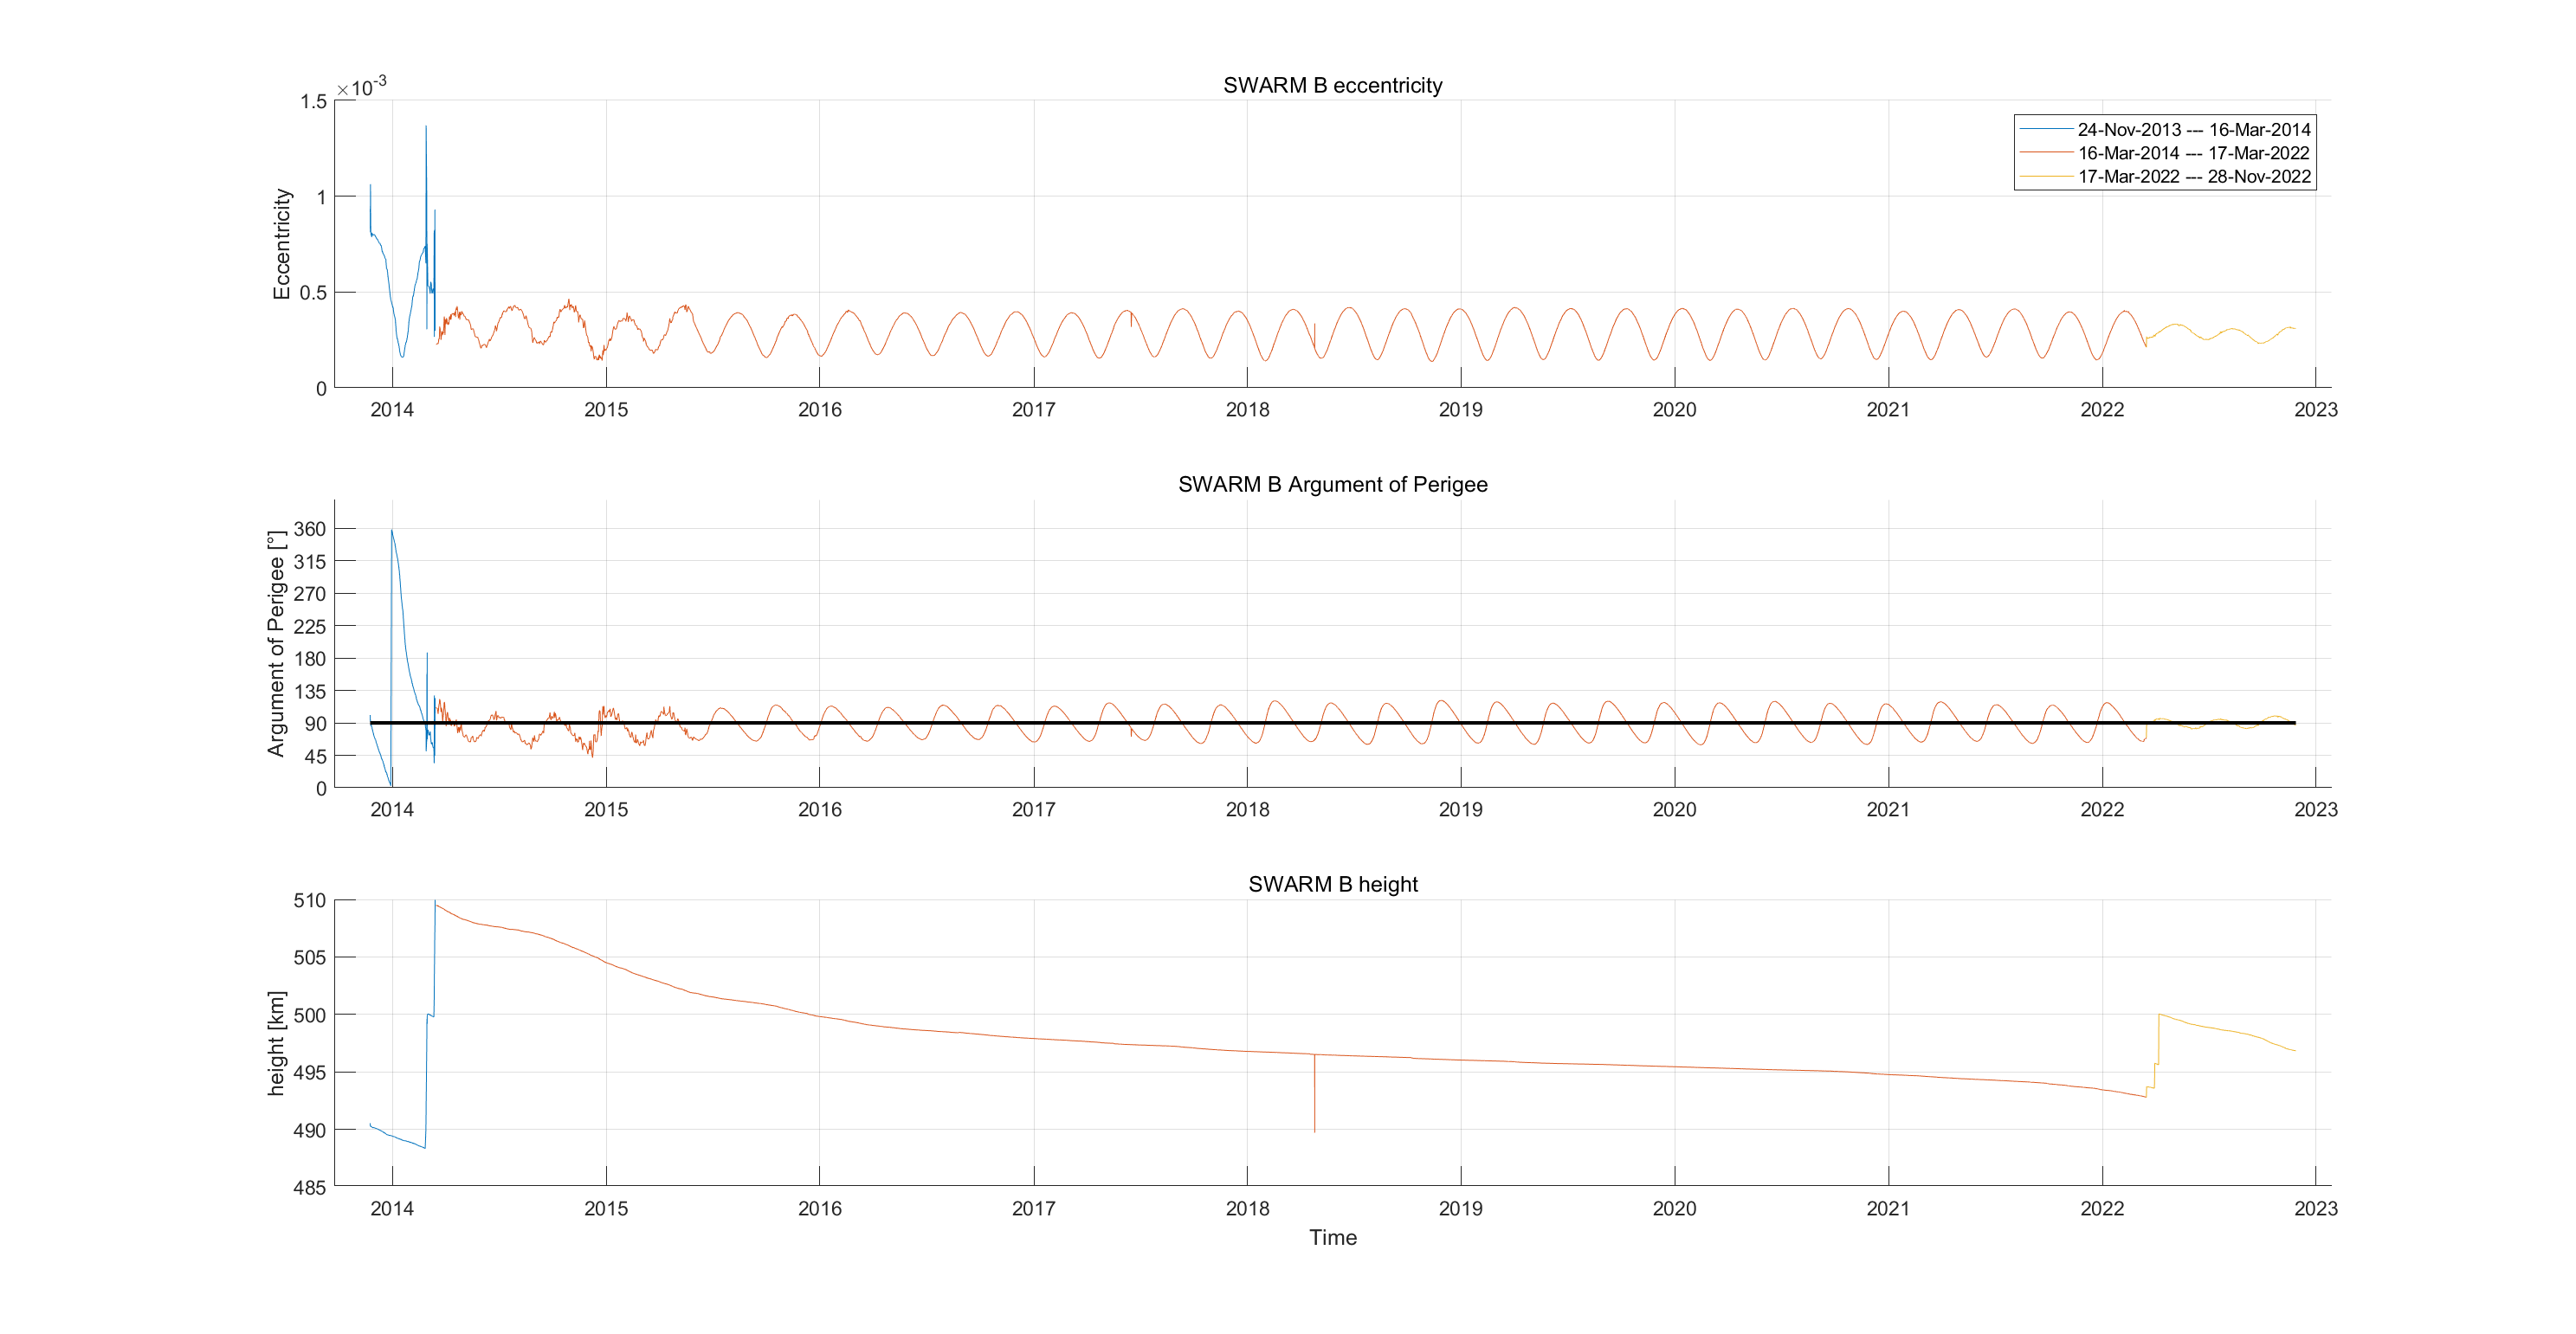 SWARM B eccentricity
×10-3
1.5
1
0.5
0
Eccentricity
24-Nov-2013 --- 16-Mar-2014
16-Mar-2014 --- 17-Mar-2022
17-Mar-2022 --- 28-Nov-2022
2014 2015 2016 2017 2018 2019 2020 2021 2022 2023
SWARM B Argument of Perigee
360
315
270
225
180
135
90
45
0
Argument of Perigee [°]
2014 2015 2016 2017 2018 2019 2020 2021 2022 2023
SWARM B height
510
505
500
495
490
485
height [km]
2014 2015 2016 2017 2018 2019 2020 2021 2022 2023
Time